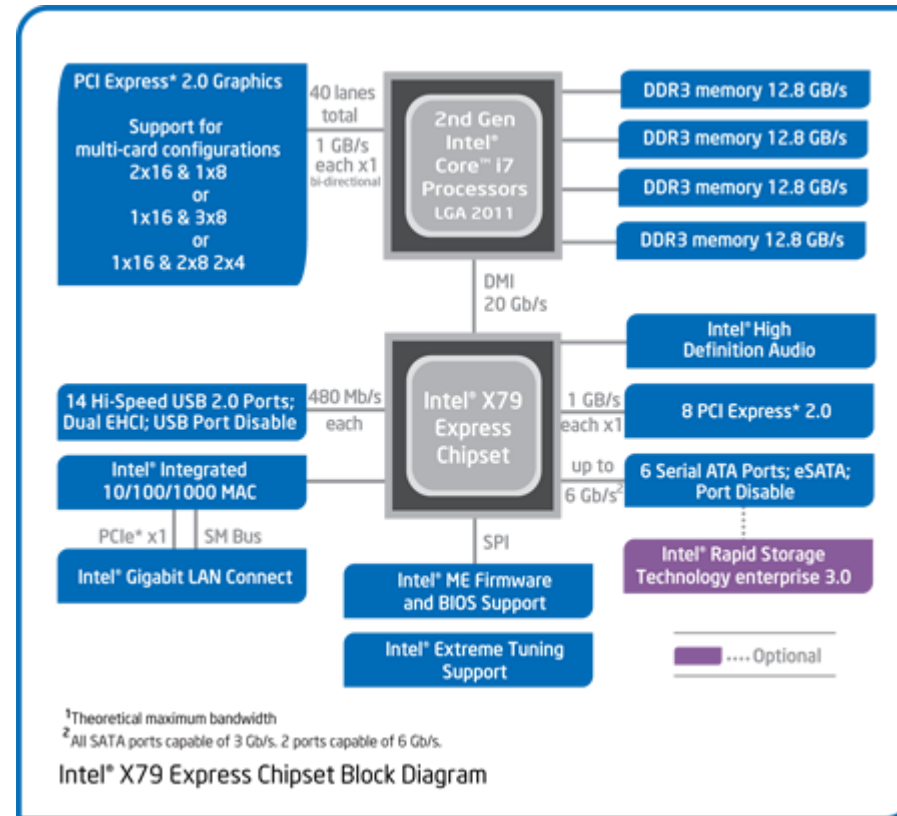 PCI Express* 2.0 Graphics
Support for
multi-card configurations
2x16 & 1x8
or
1x16 & 3x8
or
1x16 & 2x8 2x4
40 lanes
total
1 GB/s
each x1
bi-directional
2nd Gen
Intel®
Core™ i7
Processors
LGA 2011
DDR3 memory 12.8 GB/s
DDR3 memory 12.8 GB/s
DDR3 memory 12.8 GB/s
DDR3 memory 12.8 GB/s
DMI
20 Gb/s
Intel® High
Definition Audio
14 Hi-Speed USB 2.0 Ports;
Dual EHCI; USB Port Disable
480 Mb/s
each
Intel® X79
Express
Chipset
1 GB/s
each x1
8 PCI Express* 2.0
Intel® Integrated
10/100/1000 MAC
up to
6 Gb/s²
6 Serial ATA Ports; eSATA;
Port Disable
PCIe* x1
SM Bus
SPI
Intel® Gigabit LAN Connect
Intel® ME Firmware
and BIOS Support
Intel® Rapid Storage
Technology enterprise 3.0
Intel® Extreme Tuning
Support
....Optional
¹Theoretical maximum bandwidth
²All SATA ports capable of 3 Gb/s. 2 ports capable of 6 Gb/s.
Intel® X79 Express Chipset Block Diagram